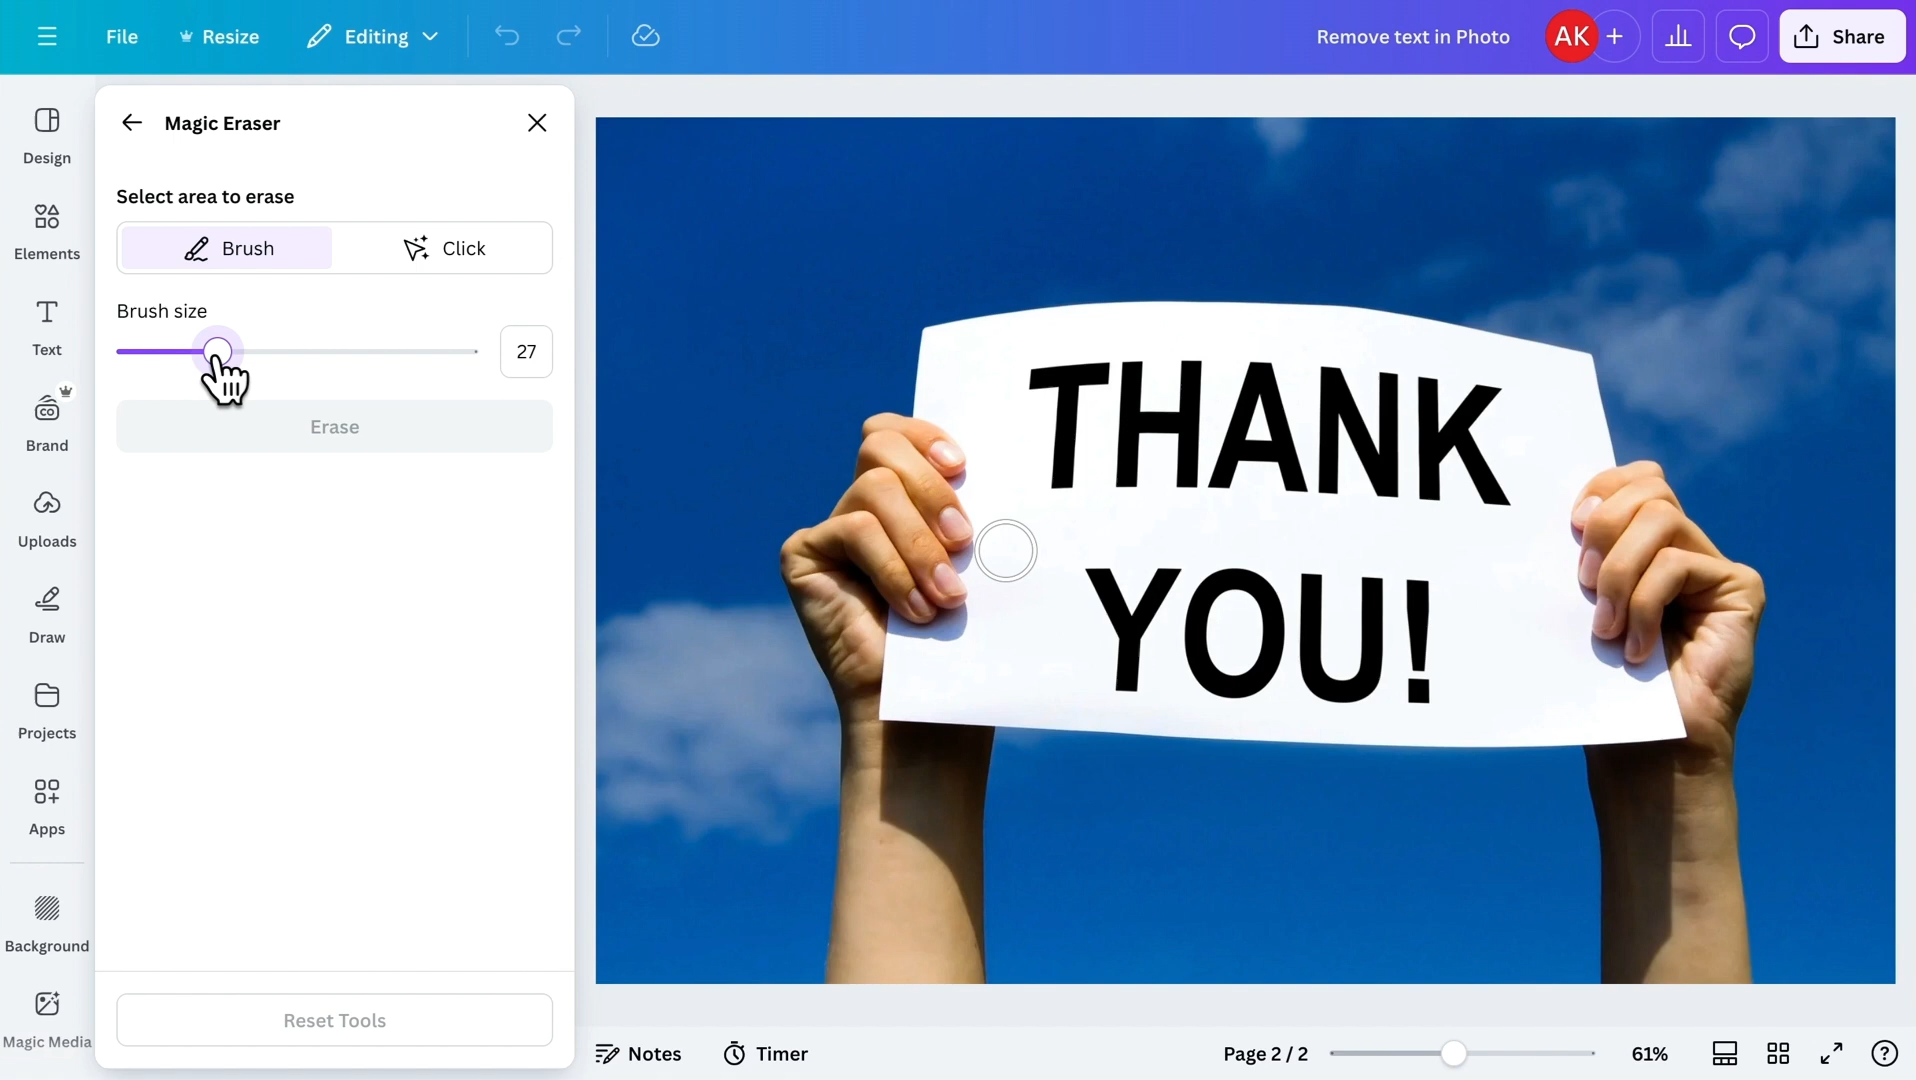 File
Resize
Editing
Remove text in Photo
AK
Share
Design
Elements
Text
CO
Brand
Uploads
Draw
Projects
Apps
Background
Magic Media
Magic Eraser
Select area to erase
Brush
Click
Brush size
27
Erase
Reset Tools
THANK
YOU!
Notes
Timer
Page 2 / 2
61%